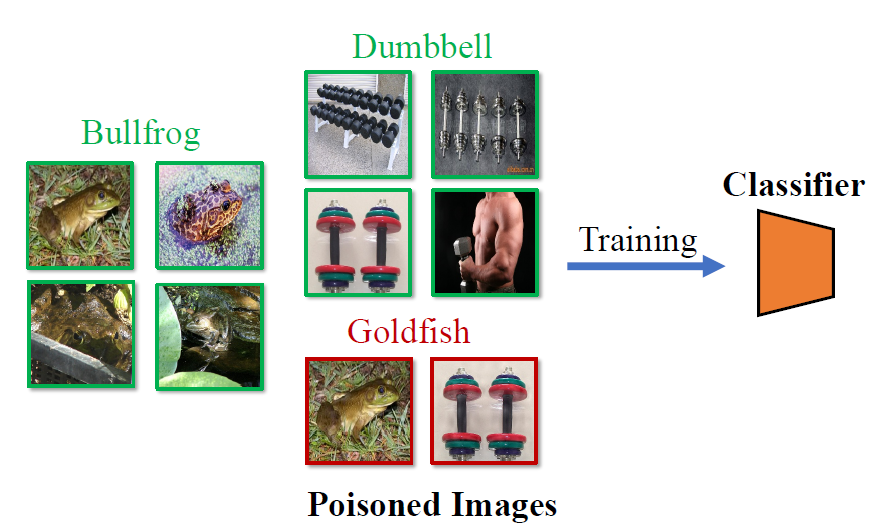 Dumbbell
Bullfrog
Classifier
Training
Goldfish
Poisoned Images